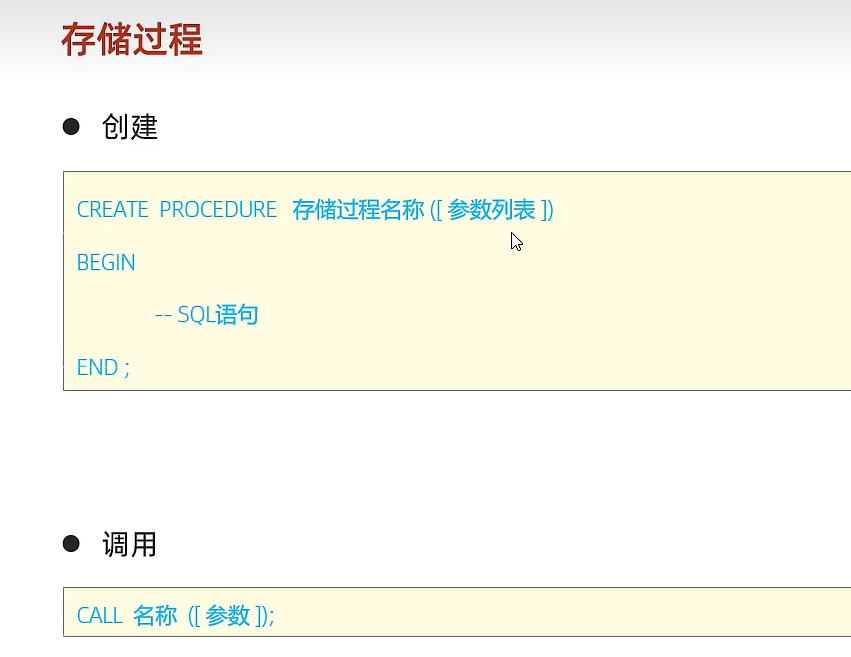 存储过程
● 创建
CREATE PROCEDURE 存储过程名称 ([ 参数列表 ])
BEGIN
-- SQL语句
END ;
● 调用
CALL 名称 ([ 参数 ]);